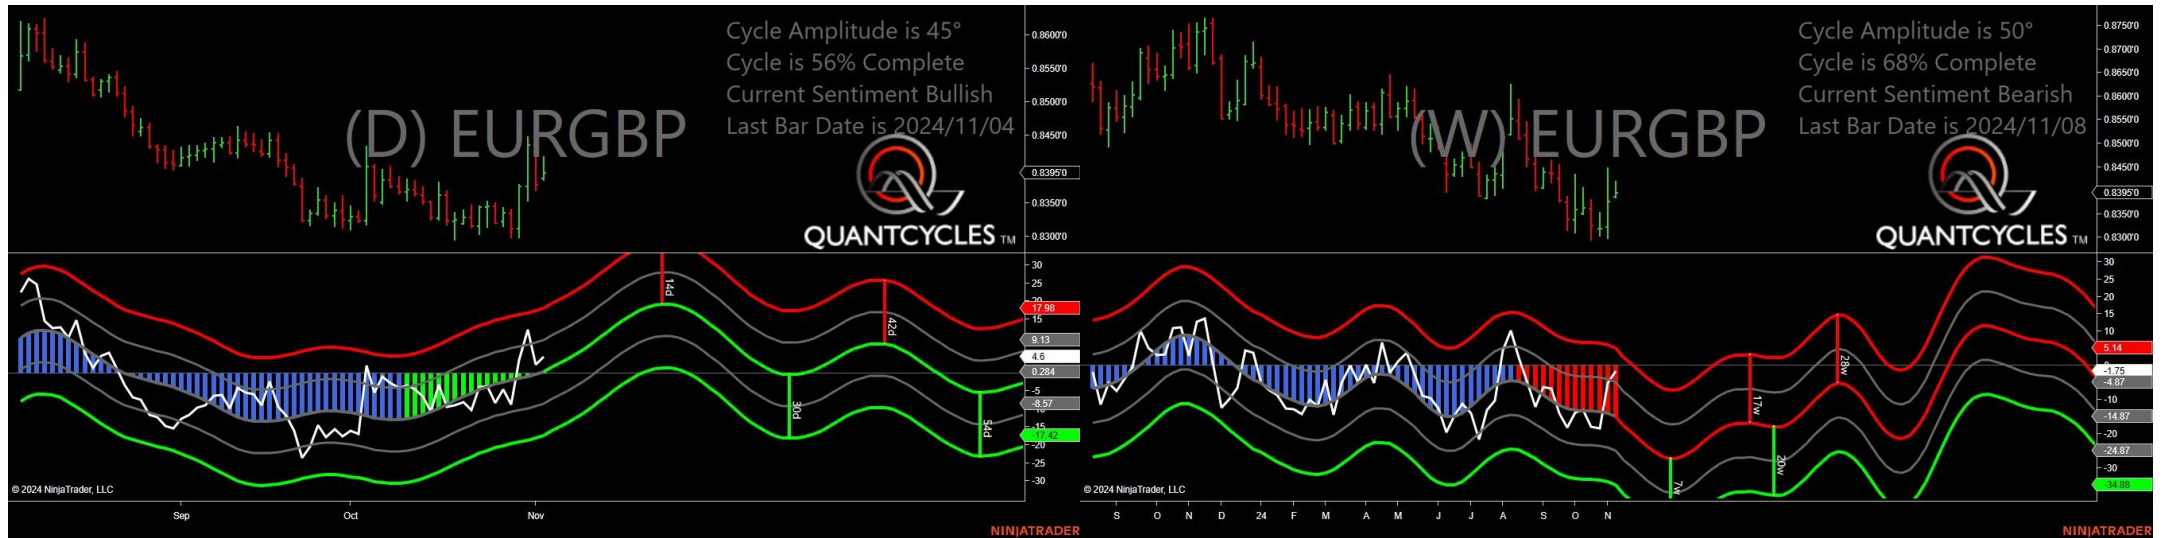 Cycle Amplitude is 45°
Cycle is 56% Complete
Current Sentiment Bullish
Last Bar Date is 2024/11/04
(D) EURGBP
QUANTCYCLES TM
0.8600'0
0.8550'0
0.8500'0
0.8450'0
0.8395'0
0.8350'0
0.8300'0
30
25
20
17.98
15
9.13
4.6
0.284
-5
-8.57
-10
-15
-17.42
-20
-25
-30
14d
30d
42d
54d
© 2024 NinjaTrader, LLC
Sep Oct Nov
NINJATRADER
Cycle Amplitude is 50°
Cycle is 68% Complete
Current Sentiment Bearish
Last Bar Date is 2024/11/08
(W) EURGBP
QUANTCYCLES TM
0.8750'0
0.8700'0
0.8650'0
0.8600'0
0.8550'0
0.8500'0
0.8450'0
0.8395'0
0.8350'0
0.8300'0
30
25
20
15
10
5.14
0
-1.75
-4.87
-10
-14.87
-20
-24.87
-30
-34.88
7w
17w
20w
28w
© 2024 NinjaTrader, LLC
S O N D 24 F M A M J J A S O N
NINJATRADER